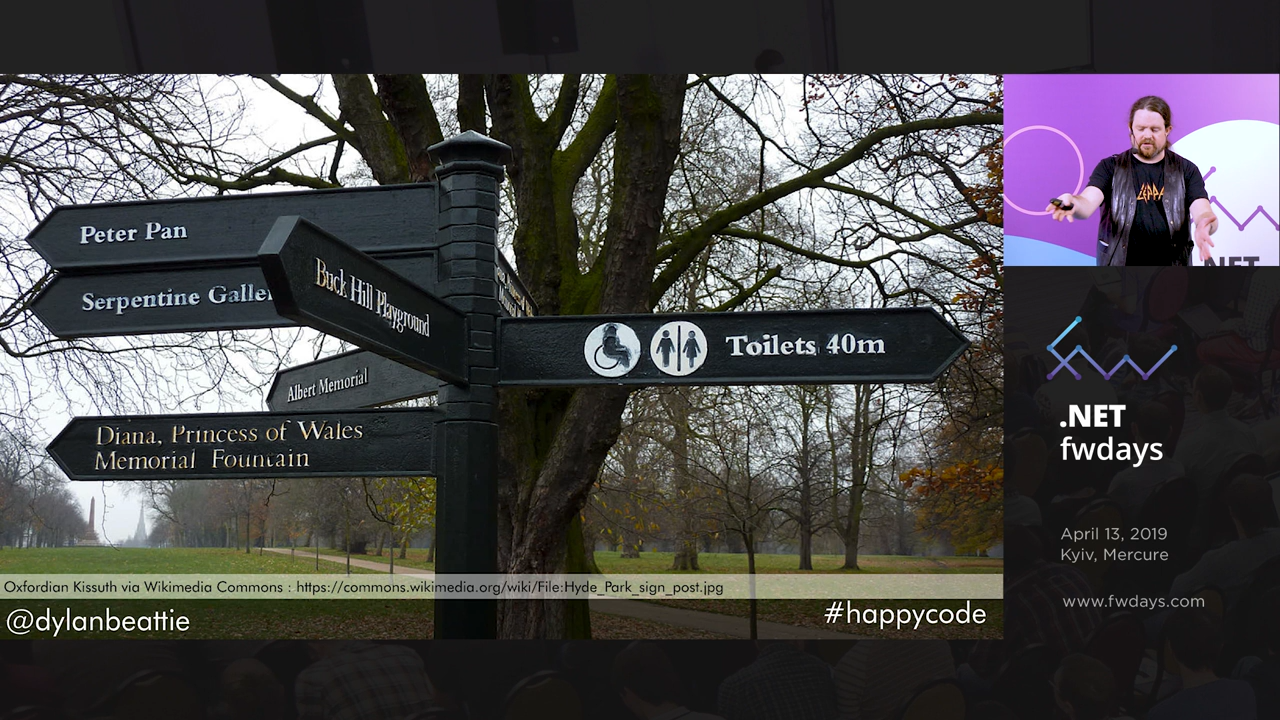 Peter Pan
Serpentine Galler
Buck Hill Playground
Toilets 40m
Albert Memorial
Diana, Princess of Wales
Memorial Fountain
Oxfordian Kissuth via Wikimedia Commons : https://commons.wikimedia.org/wiki/File:Hyde_Park_sign_post.jpg
@dylanbeattie
#happycode
.NET
.NET
fwdays
April 13, 2019
Kyiv, Mercure
www.fwdays.com